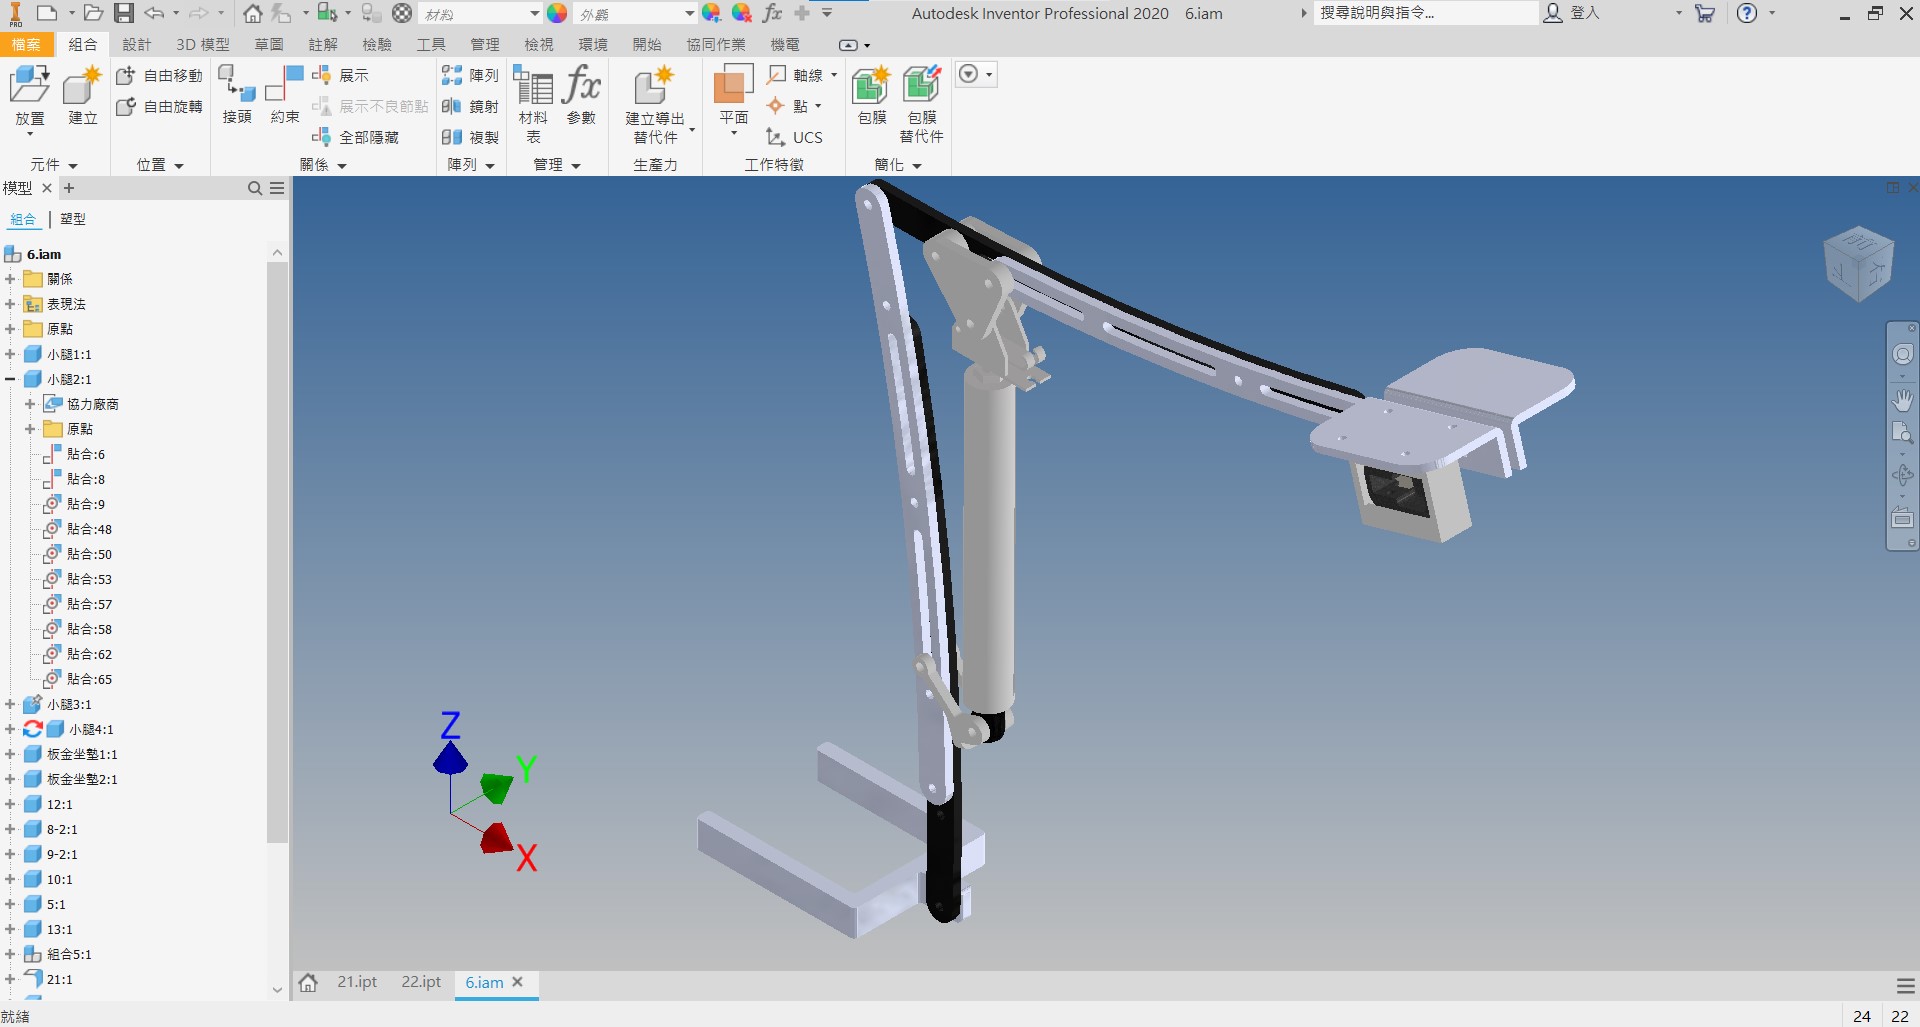 材料
外觀
Autodesk Inventor Professional 2020 6.iam
搜尋說明與指令...
登入
檔案 組合 設計 3D 模型 草圖 註解 檢驗 工具 管理 檢視 環境 開始 協同作業 機電
PRO
放置
建立
自由移動
自由旋轉
接頭
約束
展示
展示不良節點
全部隱藏
陣列
鏡射
複製
材料表
參數
建立導出替代件
平面
軸線
點
UCS
包膜
包膜替代件
元件
位置
關係
陣列
管理
生產力
工作特徵
簡化
模型
組合 塑型
6.iam
關係
表現法
原點
小腿1:1
小腿2:1
協力廠商
原點
貼合:6
貼合:8
貼合:9
貼合:48
貼合:50
貼合:53
貼合:57
貼合:58
貼合:62
貼合:65
小腿3:1
小腿4:1
板金坐墊1:1
板金坐墊2:1
12:1
8-2:1
9-2:1
10:1
5:1
13:1
組合5:1
21:1
Z
Y
X
21.ipt 22.ipt 6.iam
就緒
24 22